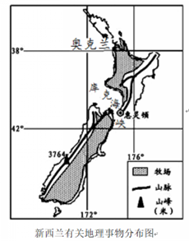 奥克兰
38°
库
克
海
峡
惠灵顿
42°
3764
176°
牧场
山脉
山峰
(米)
172°
新西兰有关地理事物分布图